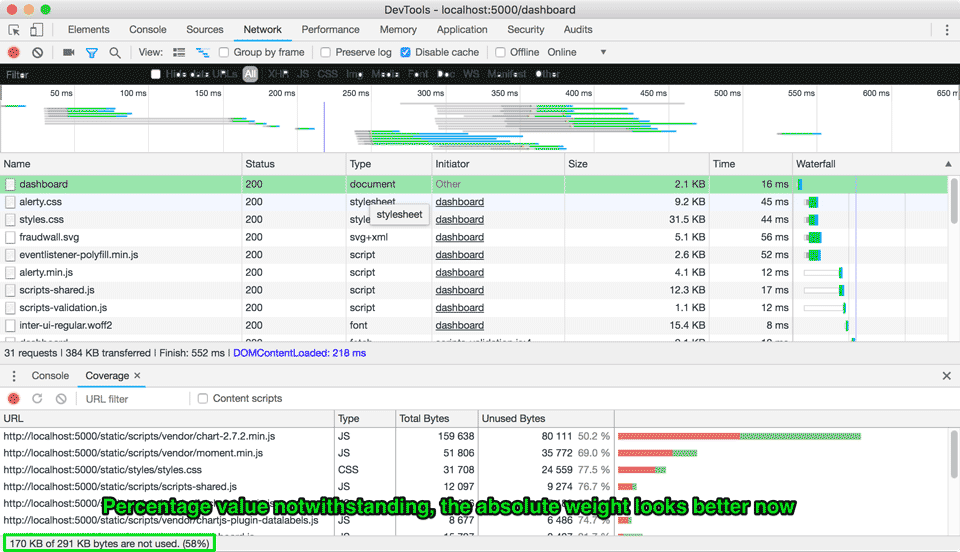 DevTools - localhost:5000/dashboard
Elements Console Sources Network Performance Memory Application Security Audits
View: Group by frame Preserve log Disable cache Offline Online
Filter Hide data URLs All XHR JS CSS Img Media Font Doc WS Manifest Other
50 ms 100 ms 150 ms 200 ms 250 ms 300 ms 350 ms 400 ms 450 ms 500 ms 550 ms 600 ms 650 m
Name Status Type Initiator Size Time Waterfall
dashboard 200 document Other 2.1 KB 16 ms
alerty.css 200 stylesheet dashboard 9.2 KB 45 ms
stylesheet
styles.css 200 dashboard 31.5 KB 44 ms
fraudwall.svg 200 svg+xml dashboard 5.1 KB 56 ms
eventlistener-polyfill.min.js 200 script dashboard 2.6 KB 52 ms
alerty.min.js 200 script dashboard 4.1 KB 12 ms
scripts-shared.js 200 script dashboard 12.3 KB 17 ms
scripts-validation.js 200 script dashboard 1.1 KB 12 ms
inter-ui-regular.woff2 200 font dashboard 15.4 KB 8 ms
31 requests | 384 KB transferred | Finish: 552 ms | DOMContentLoaded: 218 ms
Console Coverage
URL filter Content scripts
URL Type Total Bytes Unused Bytes
http://localhost:5000/static/scripts/vendor/chart-2.7.2.min.js JS 159 638 80 111 50.2 %
http://localhost:5000/static/scripts/vendor/moment.min.js JS 51 806 35 772 69.0 %
http://localhost:5000/static/styles/styles.css CSS 31 708 24 559 77.5 %
http://localhost:5000/static/scripts/scripts-shared.js JS 12 097 9 274 76.7 %
Percentage value notwithstanding, the absolute weight looks better now
http://localhost:5000/static/scripts/vendor/chartjs-plugin-datalabels.js JS 8 677 6 486 74.7 %
170 KB of 291 KB bytes are not used. (58%)